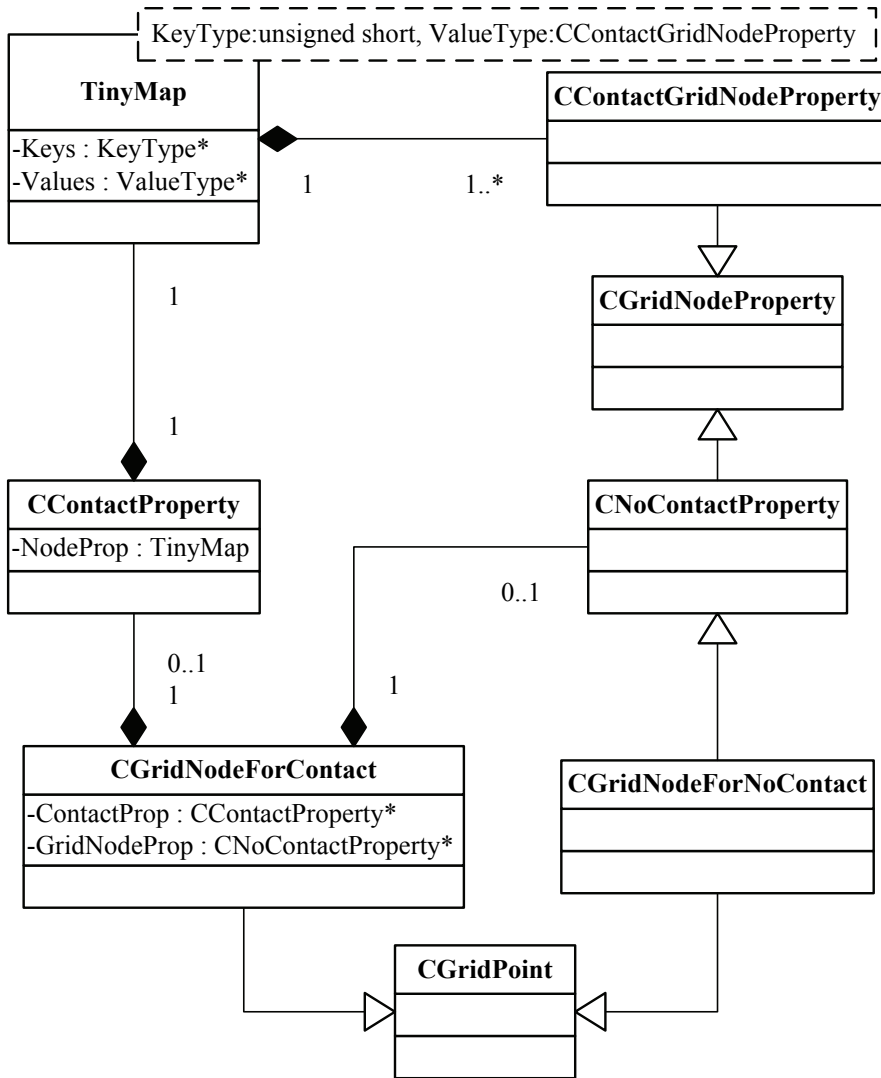 KeyType:unsigned short, ValueType:CContactGridNodeProperty
TinyMap
-Keys : KeyType*
-Values : ValueType*
CContactGridNodeProperty
1
1..*
1
CGridNodeProperty
1
CContactProperty
-NodeProp : TinyMap
CNoContactProperty
0..1
0..1
1
1
CGridNodeForContact
-ContactProp : CContactProperty*
-GridNodeProp : CNoContactProperty*
CGridNodeForNoContact
CGridPoint